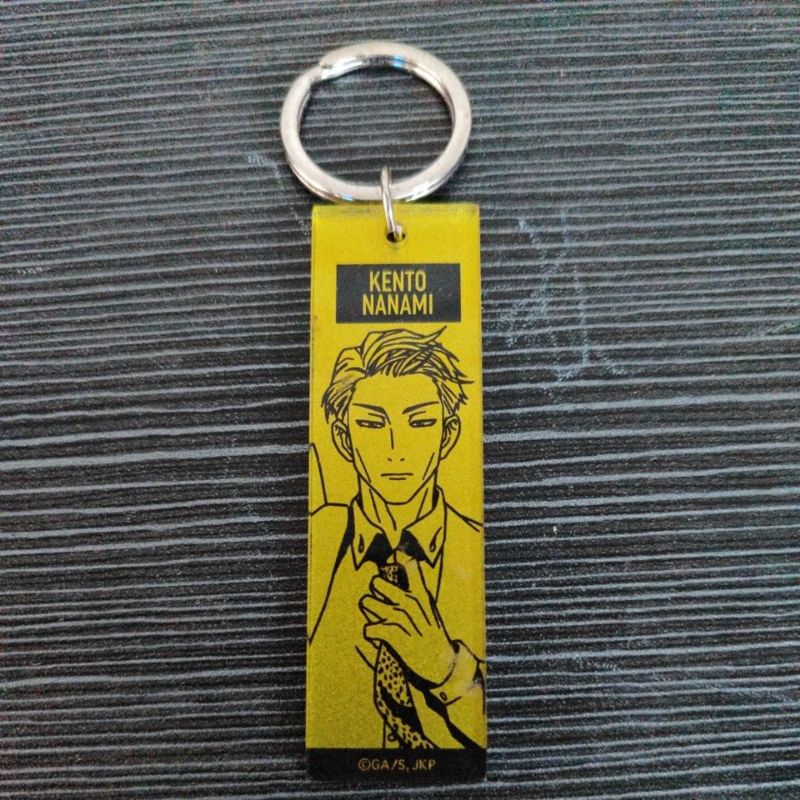 KENTO
NANAMI
©GA/S, JKP